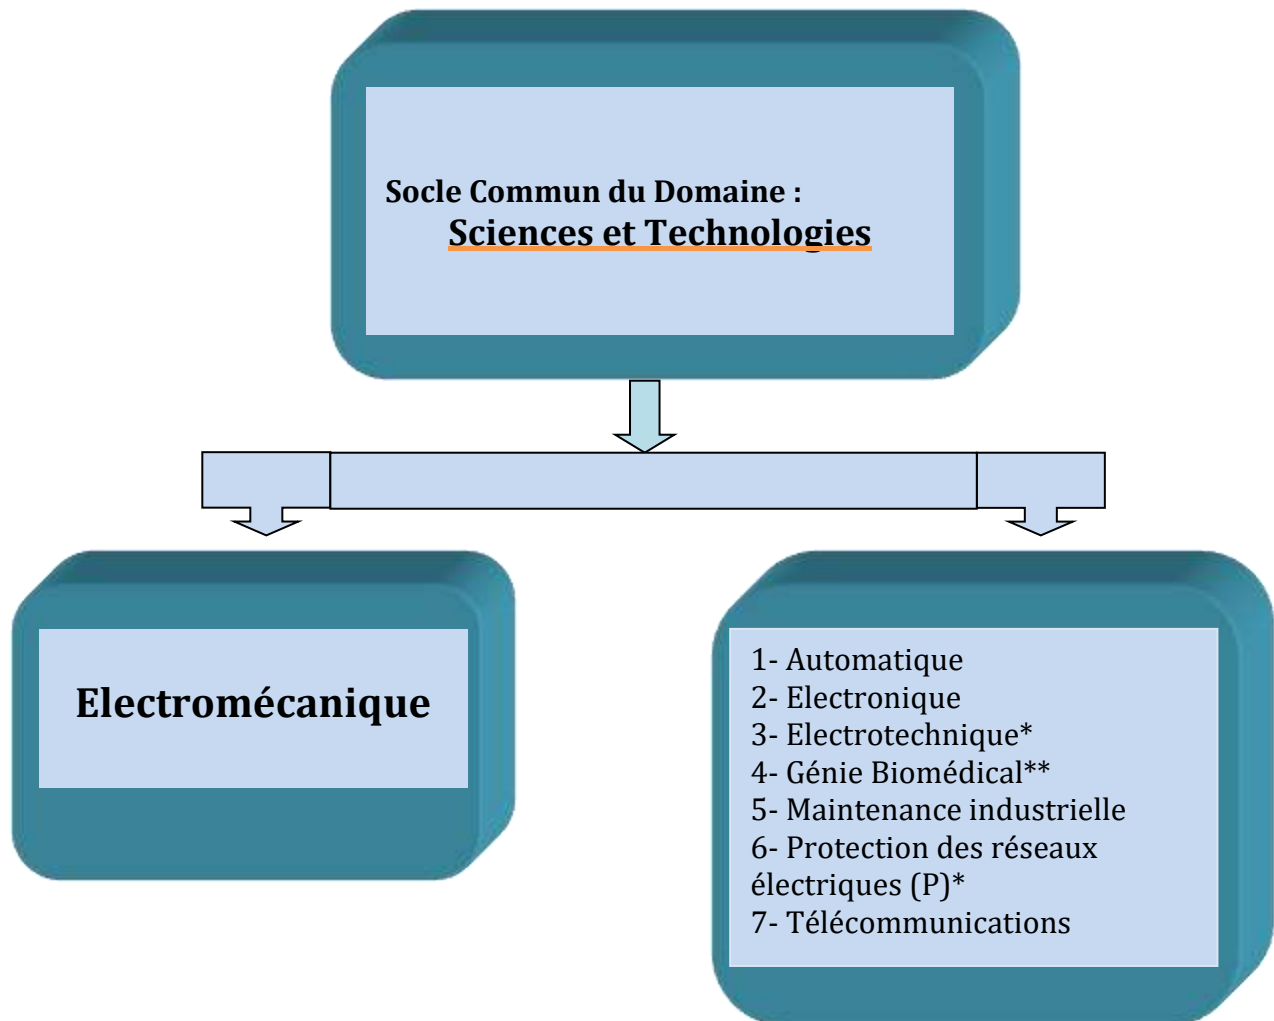 Socle Commun du Domaine :
Sciences et Technologies
Electromécanique
1- Automatique
2- Electronique
3- Electrotechnique*
4- Génie Biomédical**
5- Maintenance industrielle
6- Protection des réseaux
électriques (P)*
7- Télécommunications